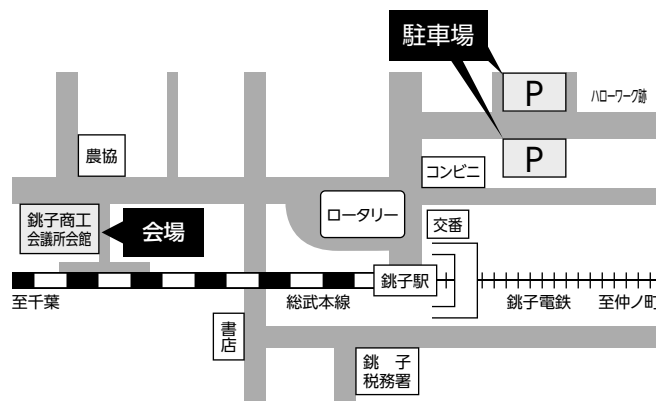 駐車場
P
ハローワーク跡
P
農協
コンビニ
ロータリー
銚子商工
会議所会館
会場
交番
銚子駅
至千葉
総武本線
銚子電鉄
至仲ノ町
書店
銚 子
税務署